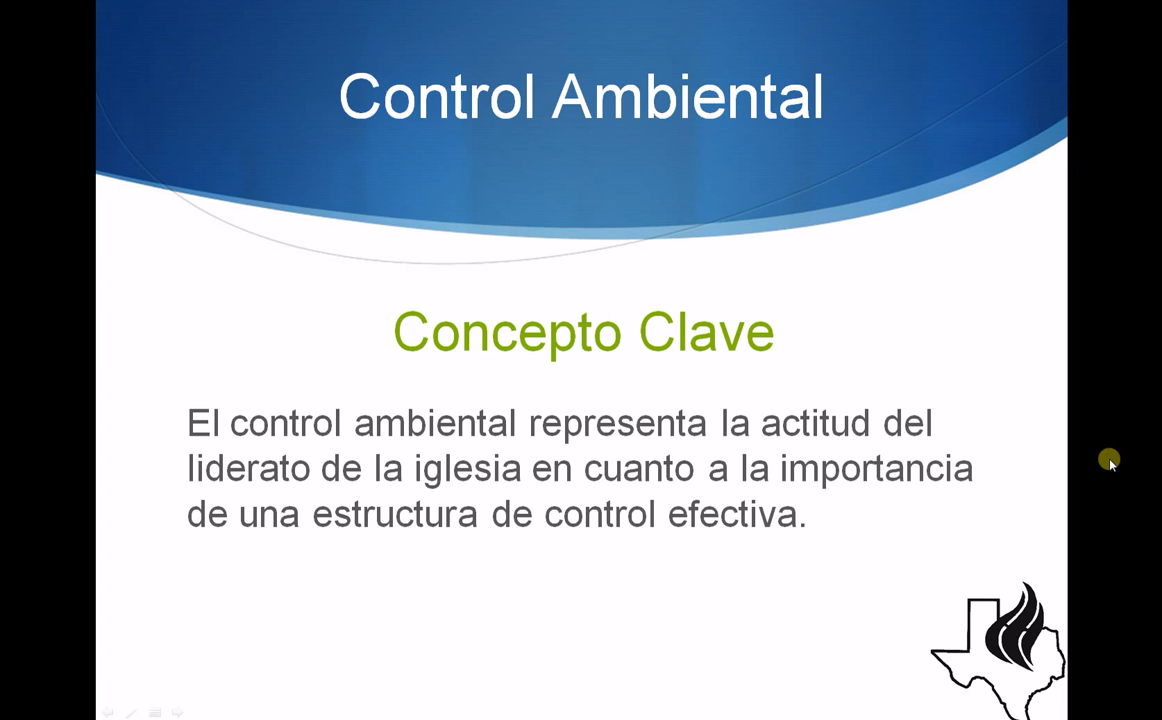 Control Ambiental
Concepto Clave
El control ambiental representa la actitud del
liderato de la iglesia en cuanto a la importancia
de una estructura de control efectiva.